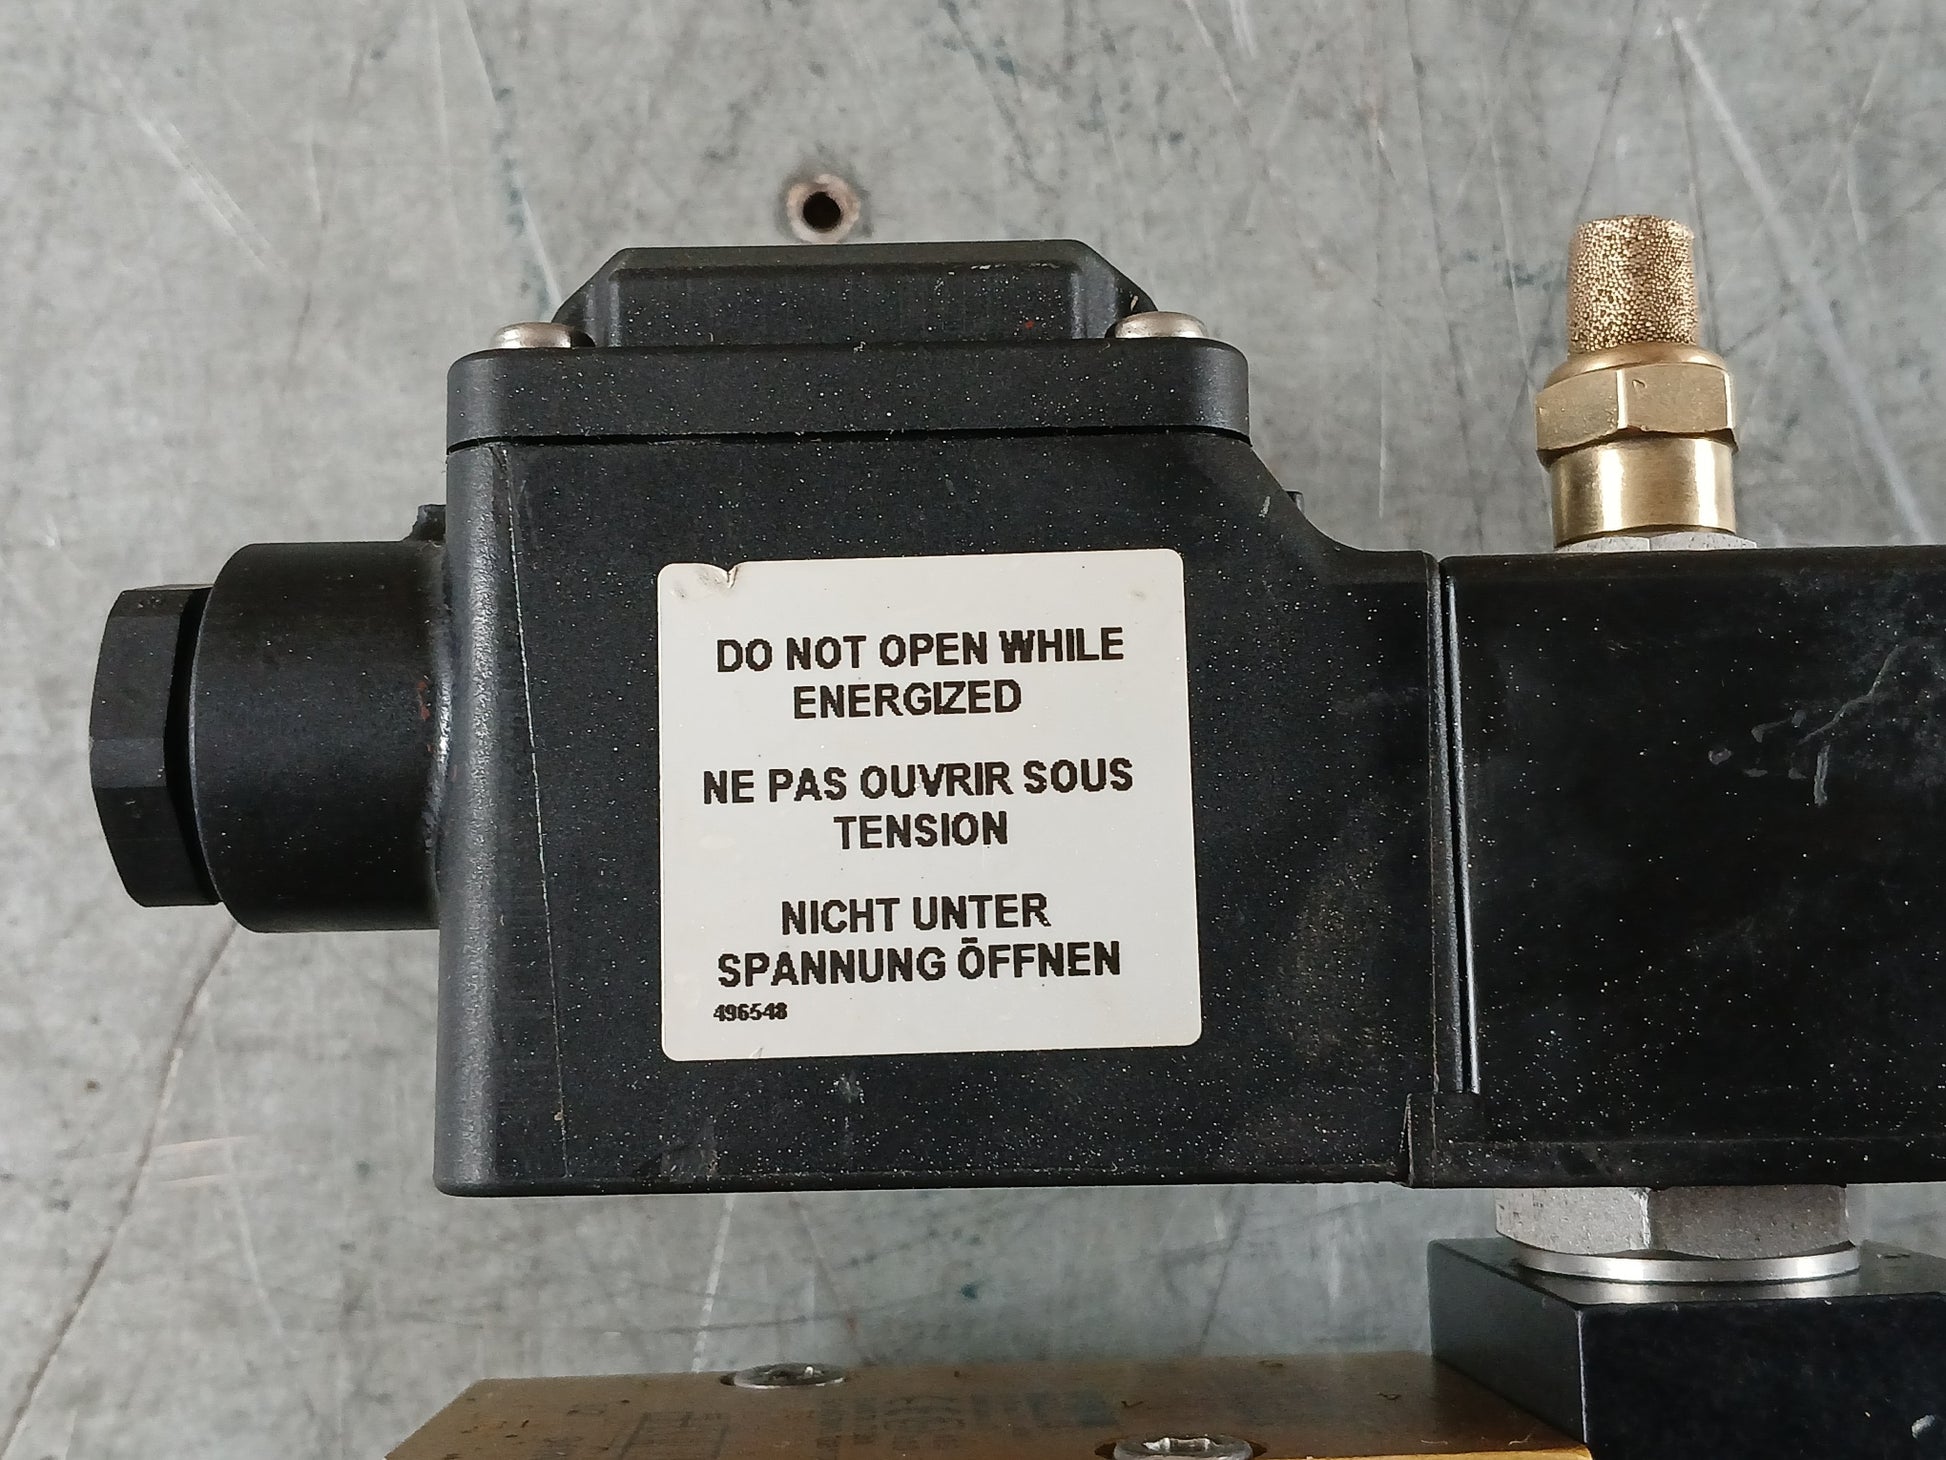 DO NOT OPEN WHILE
ENERGIZED
NE PAS OUVRIR SOUS
TENSION
NICHT UNTER
SPANNUNG ÖFFNEN
496548